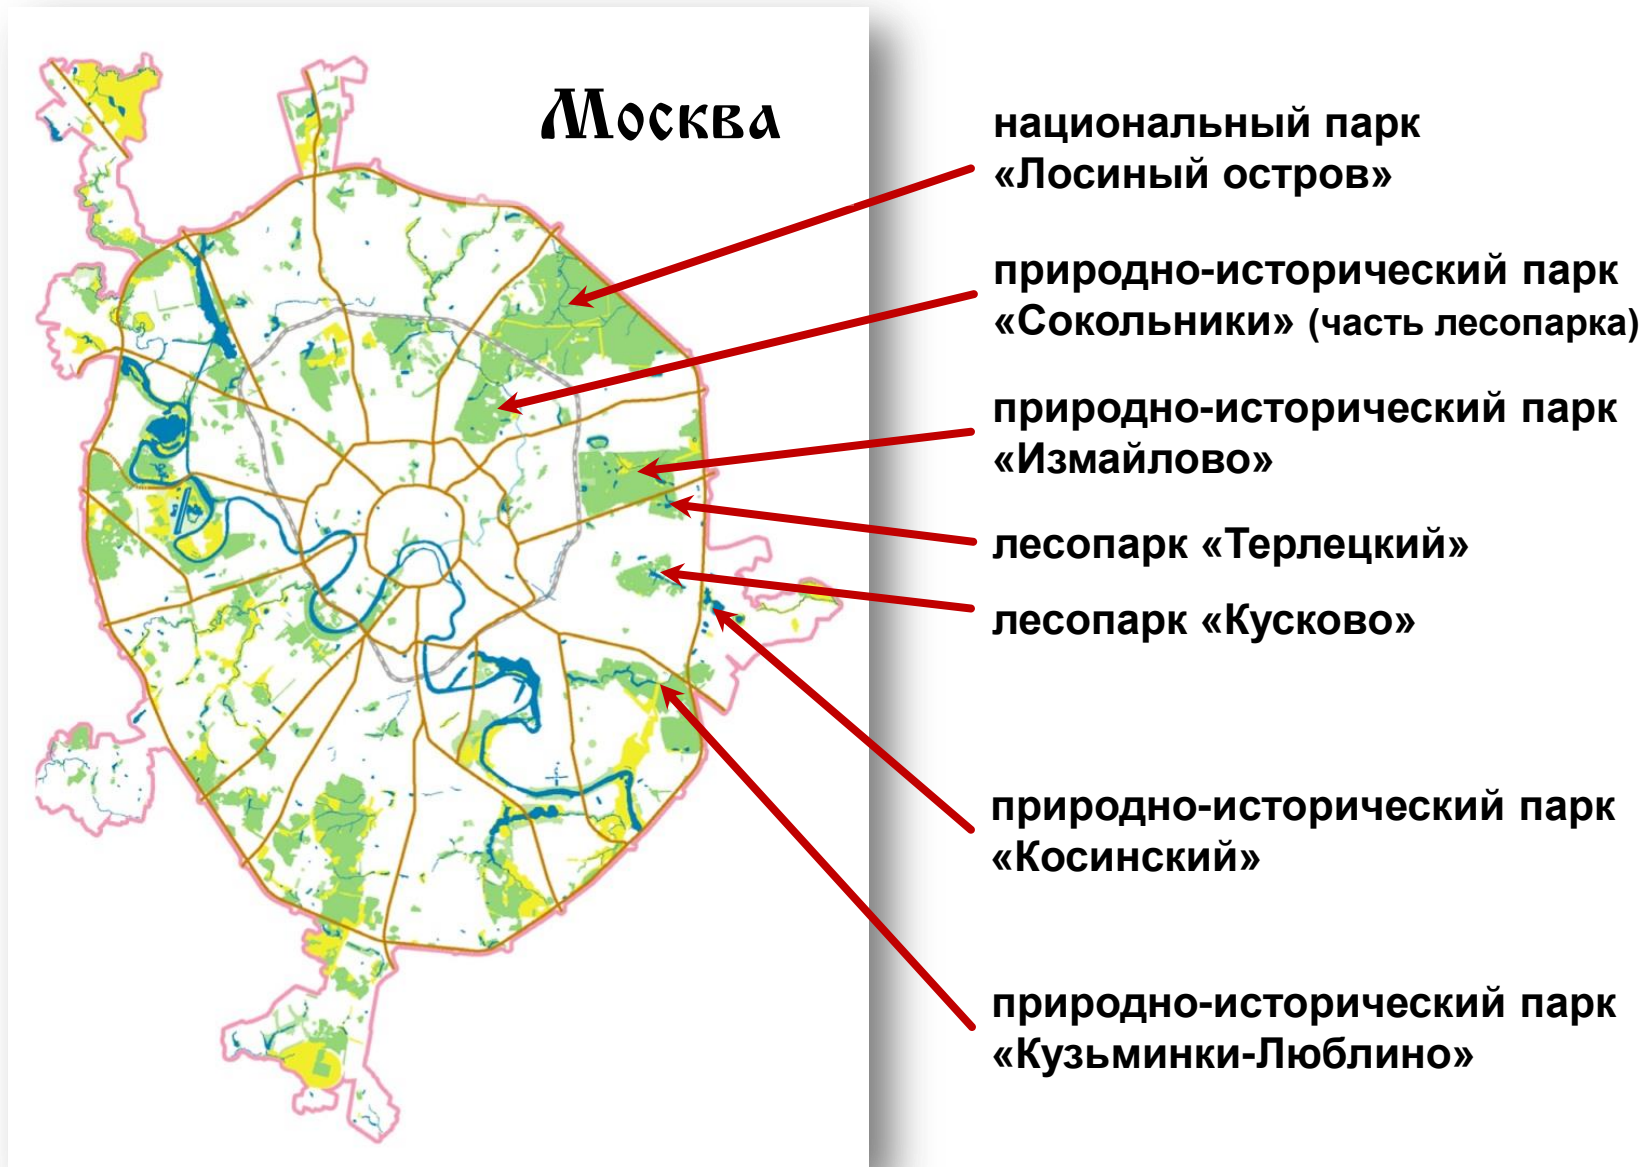 Москва
национальный парк
«Лосиный остров»
природно-исторический парк
«Сокольники» (часть лесопарка)
природно-исторический парк
«Измайлово»
лесопарк «Терлецкий»
лесопарк «Кусково»
природно-исторический парк
«Косинский»
природно-исторический парк
«Кузьминки-Люблино»